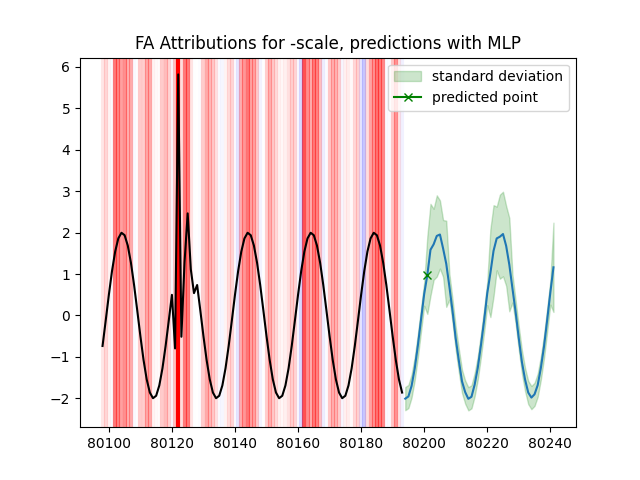 FA Attributions for -scale, predictions with MLP
standard deviation
predicted point
6
5
4
3
2
1
0
−1
−2
80100 80120 80140 80160 80180 80200 80220 80240